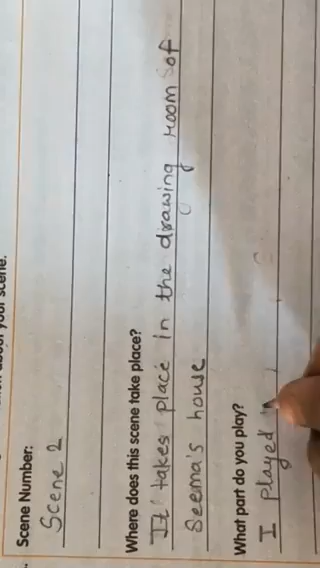 Scene Number:
Scene 2
Where does this scene take place?
It takes place in the drawing room of
Seema's house
What part do you play?
I played